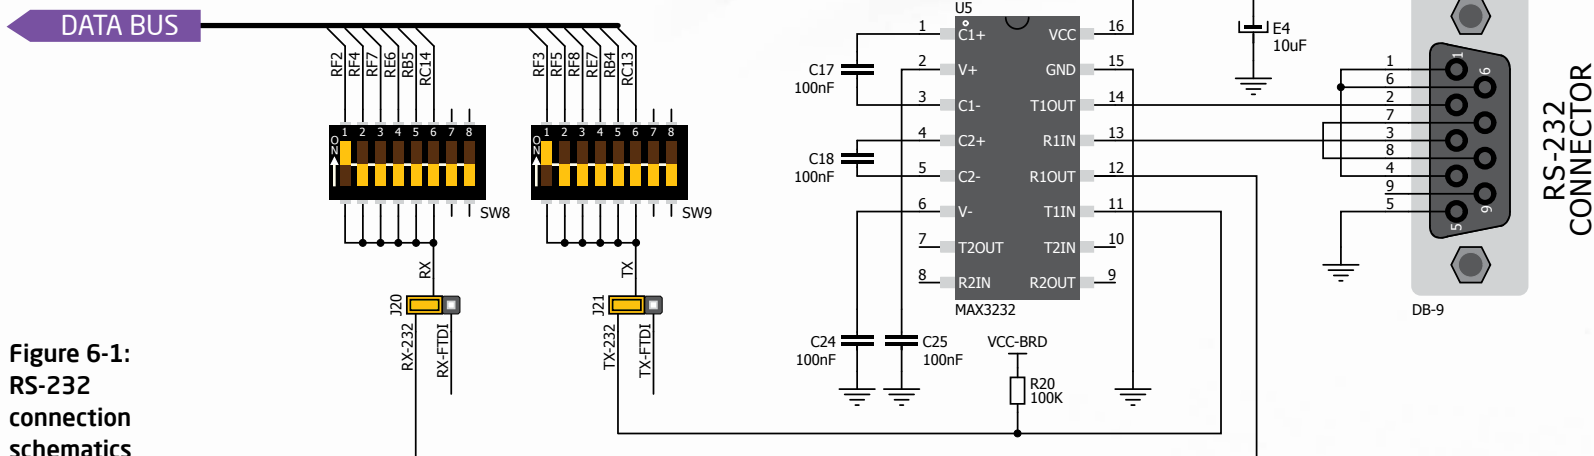 DATA BUS
RF2
RF4
RF7
RE6
RB5
RC14
RF3
RF5
RF8
RE7
RB4
RC13
1 2 3 4 5 6 7 8
ON
SW8
1 2 3 4 5 6 7 8
ON
SW9
RX
TX
J20
J21
RX-232
RX-FTDI
TX-232
TX-FTDI
Figure 6-1:
RS-232
connection
schematics
U5
1 C1+
2 V+
3 C1-
4 C2+
5 C2-
6 V-
7 T2OUT
8 R2IN
VCC 16
GND 15
T1OUT 14
R1IN 13
R1OUT 12
T1IN 11
T2IN 10
R2OUT 9
MAX3232
C17
100nF
C18
100nF
C24
100nF
C25
100nF
VCC-BRD
R20
100K
E4
10uF
1
6
2
7
3
8
4
9
5
1
6
5
9
DB-9
RS-232
CONNECTOR